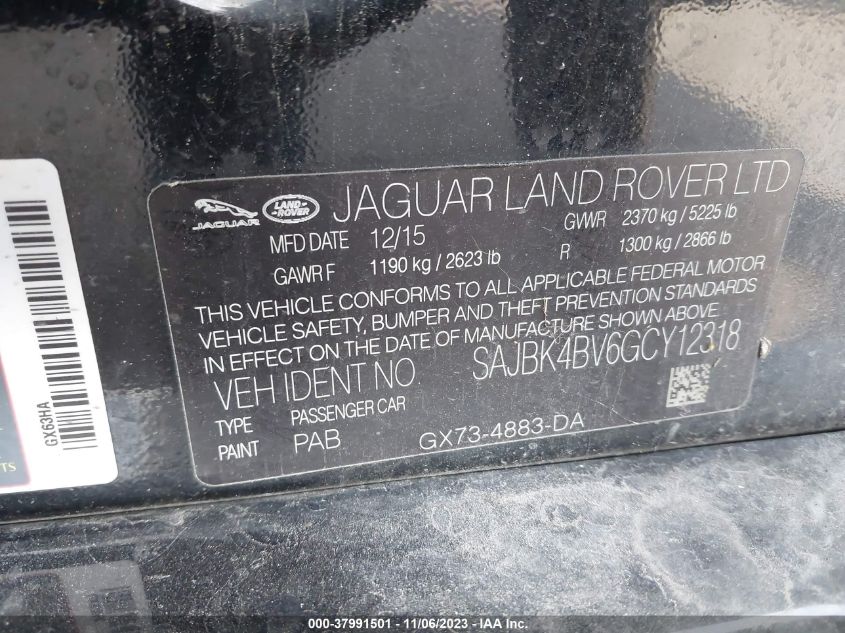 JAGUAR
LAND ROVER
JAGUAR LAND ROVER LTD
MFD DATE 12/15 GVWR 2370 kg / 5225 lb
GAWR F 1190 kg / 2623 lb R 1300 kg / 2866 lb
THIS VEHICLE CONFORMS TO ALL APPLICABLE FEDERAL MOTOR
VEHICLE SAFETY, BUMPER AND THEFT PREVENTION STANDARDS
IN EFFECT ON THE DATE OF MANUFACTURE SHOWN ABOVE
VEH IDENT NO SAJBK4BV6GCY12318
TYPE PASSENGER CAR
PAINT PAB GX73-4883-DA
GX63HA
TS
000-37991501 - 11/06/2023 - © IAA Inc.